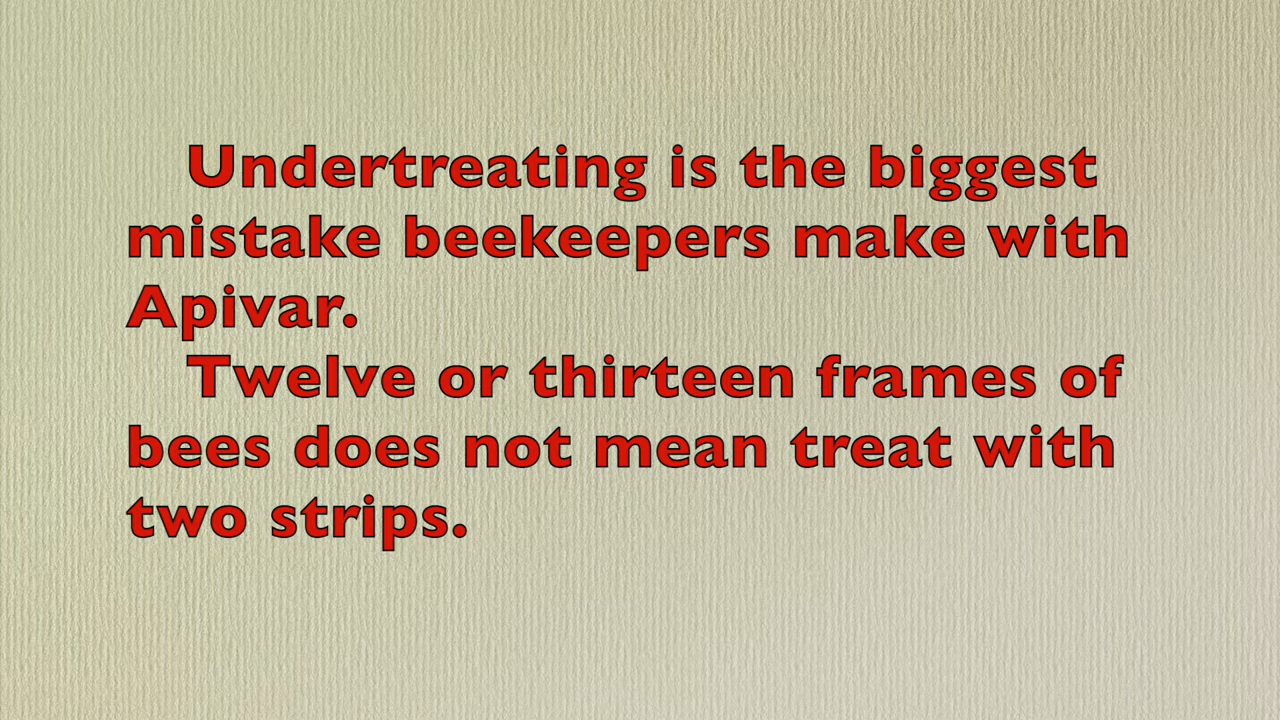 Undertreating is the biggest
mistake beekeepers make with
Apivar.
Twelve or thirteen frames of
bees does not mean treat with
two strips.